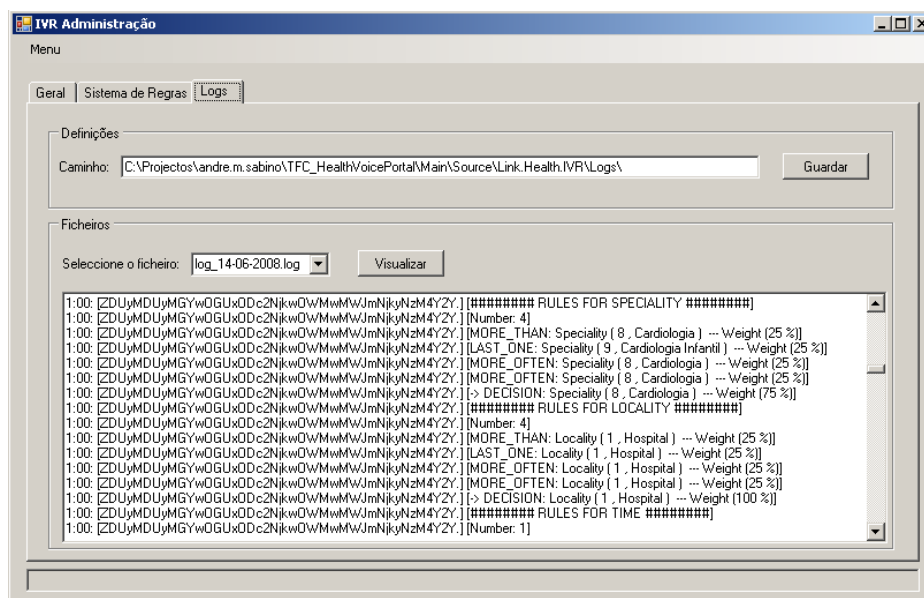 IVR Administração
Menu
Geral
Sistema de Regras
Logs
Definições
Caminho:
C:\Projectos\andre.m.sabino\TFC_HealthVoicePortal\Main\Source\Link.Health.IVR\Logs\
Guardar
Ficheiros
Seleccione o ficheiro:
log_14-06-2008.log
Visualizar
1:00: [ZDUyMDUyMGYwOGUxODc2NjkwOWMwMWJmNjkyNzM4Y2Y.] [######## RULES FOR SPECIALITY ########]
1:00: [ZDUyMDUyMGYwOGUxODc2NjkwOWMwMWJmNjkyNzM4Y2Y.] [Number: 4]
1:00: [ZDUyMDUyMGYwOGUxODc2NjkwOWMwMWJmNjkyNzM4Y2Y.] [MORE_THAN: Speciality ( 8 , Cardiologia ) --- Weight (25 %)]
1:00: [ZDUyMDUyMGYwOGUxODc2NjkwOWMwMWJmNjkyNzM4Y2Y.] [LAST_ONE: Speciality ( 9 , Cardiologia Infantil ) --- Weight (25 %)]
1:00: [ZDUyMDUyMGYwOGUxODc2NjkwOWMwMWJmNjkyNzM4Y2Y.] [MORE_OFTEN: Speciality ( 8 , Cardiologia ) --- Weight (25 %)]
1:00: [ZDUyMDUyMGYwOGUxODc2NjkwOWMwMWJmNjkyNzM4Y2Y.] [MORE_OFTEN: Speciality ( 8 , Cardiologia ) --- Weight (25 %)]
1:00: [ZDUyMDUyMGYwOGUxODc2NjkwOWMwMWJmNjkyNzM4Y2Y.] [-> DECISION: Speciality ( 8 , Cardiologia ) --- Weight (75 %)]
1:00: [ZDUyMDUyMGYwOGUxODc2NjkwOWMwMWJmNjkyNzM4Y2Y.] [######## RULES FOR LOCALITY ########]
1:00: [ZDUyMDUyMGYwOGUxODc2NjkwOWMwMWJmNjkyNzM4Y2Y.] [Number: 4]
1:00: [ZDUyMDUyMGYwOGUxODc2NjkwOWMwMWJmNjkyNzM4Y2Y.] [MORE_THAN: Locality ( 1 , Hospital ) --- Weight (25 %)]
1:00: [ZDUyMDUyMGYwOGUxODc2NjkwOWMwMWJmNjkyNzM4Y2Y.] [LAST_ONE: Locality ( 1 , Hospital ) --- Weight (25 %)]
1:00: [ZDUyMDUyMGYwOGUxODc2NjkwOWMwMWJmNjkyNzM4Y2Y.] [MORE_OFTEN: Locality ( 1 , Hospital ) --- Weight (25 %)]
1:00: [ZDUyMDUyMGYwOGUxODc2NjkwOWMwMWJmNjkyNzM4Y2Y.] [MORE_OFTEN: Locality ( 1 , Hospital ) --- Weight (25 %)]
1:00: [ZDUyMDUyMGYwOGUxODc2NjkwOWMwMWJmNjkyNzM4Y2Y.] [-> DECISION: Locality ( 1 , Hospital ) --- Weight (100 %)]
1:00: [ZDUyMDUyMGYwOGUxODc2NjkwOWMwMWJmNjkyNzM4Y2Y.] [######## RULES FOR TIME ########]
1:00: [ZDUyMDUyMGYwOGUxODc2NjkwOWMwMWJmNjkyNzM4Y2Y.] [Number: 1]